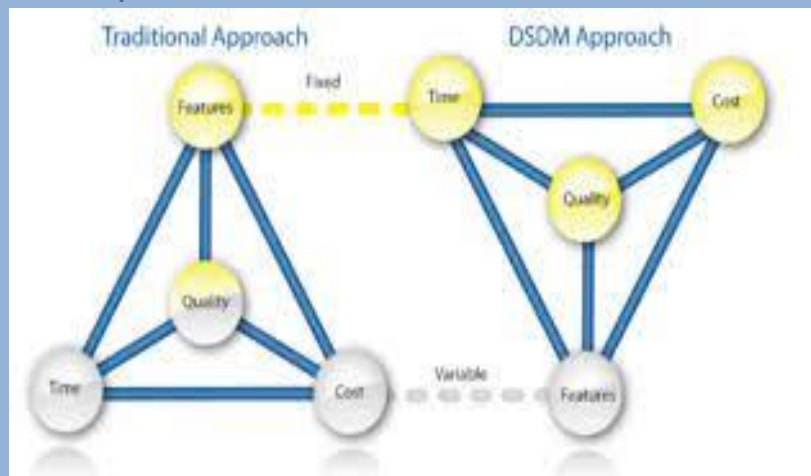 Traditional Approach
DSDM Approach
Fixed
Features
Time
Cost
Quality
Quality
Time
Cost
Variable
Features